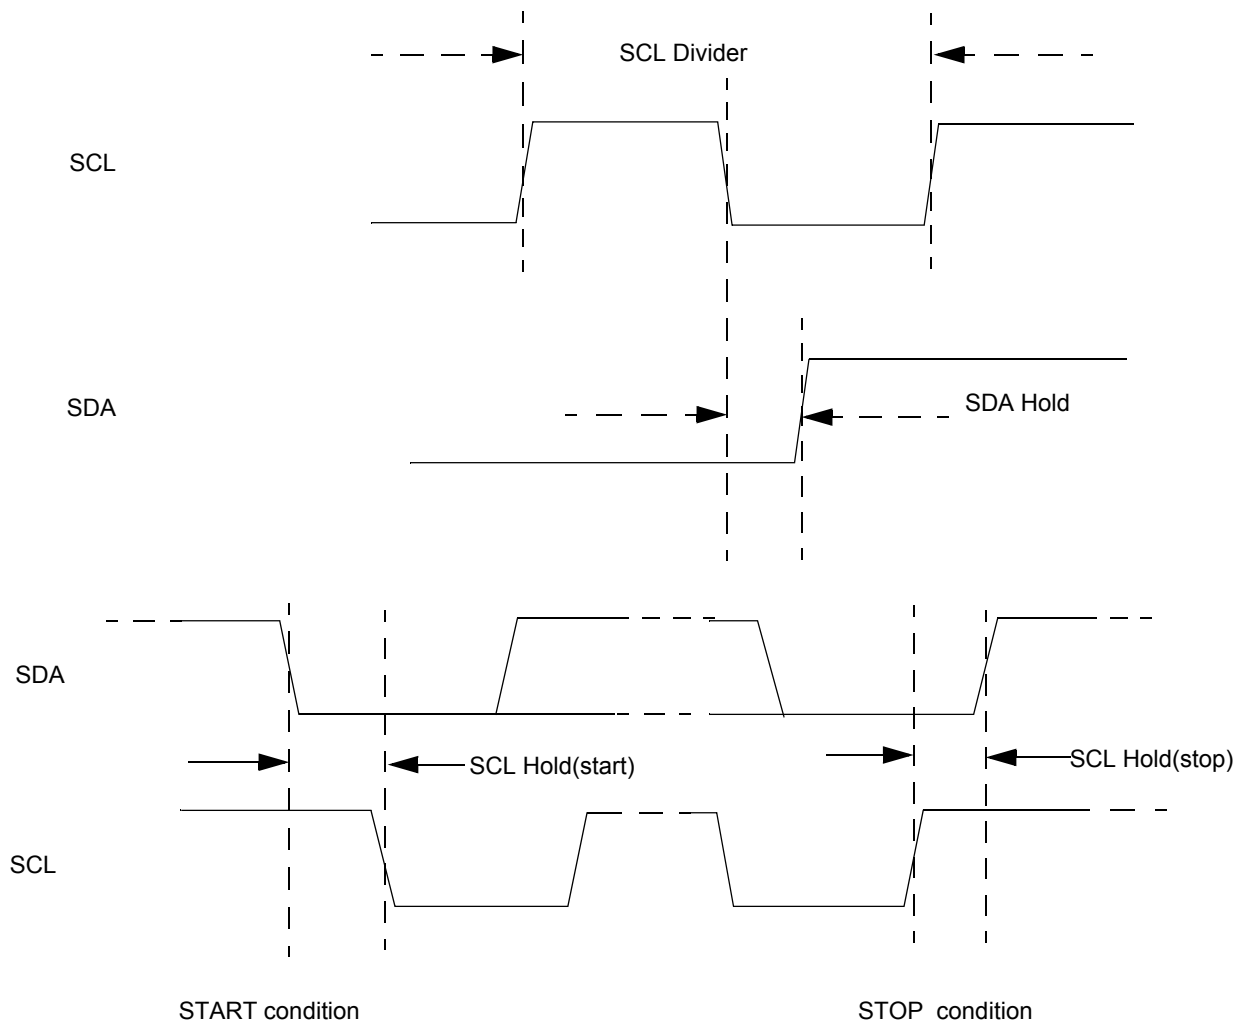 SCL Divider
SCL
SDA
SDA Hold
SDA
SCL Hold(start)
SCL Hold(stop)
SCL
START condition
STOP condition